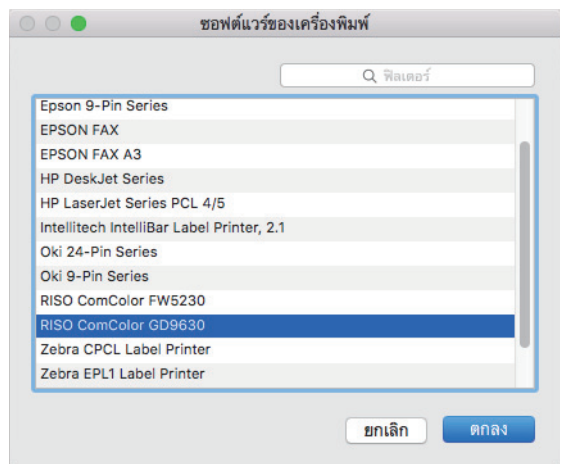 ซอฟต์แวร์ของเครื่องพิมพ์
ฟิลเตอร์
Epson 9-Pin Series
EPSON FAX
EPSON FAX A3
HP DeskJet Series
HP LaserJet Series PCL 4/5
Intellitech IntelliBar Label Printer, 2.1
Oki 24-Pin Series
Oki 9-Pin Series
RISO ComColor FW5230
RISO ComColor GD9630
Zebra CPCL Label Printer
Zebra EPL1 Label Printer
ยกเลิก ตกลง